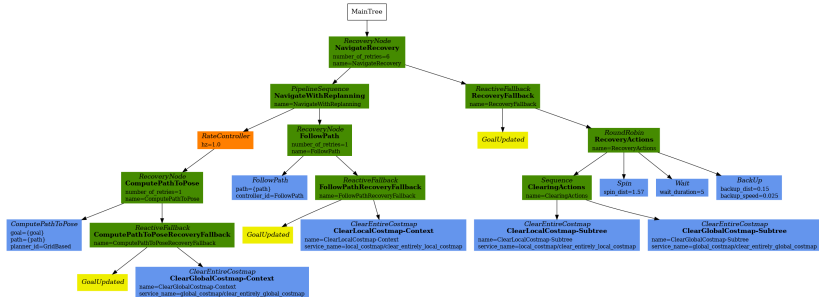 MainTree
RecoveryNode
NavigateRecovery
number_of_retries=6
name=NavigateRecovery
PipelineSequence
NavigateWithReplanning
name=NavigateWithReplanning
ReactiveFallback
RecoveryFallback
name=RecoveryFallback
RateController
hz=1.0
RecoveryNode
FollowPath
number_of_retries=1
name=FollowPath
GoalUpdated
RoundRobin
RecoveryActions
name=RecoveryActions
RecoveryNode
ComputePathToPose
number_of_retries=1
name=ComputePathToPose
FollowPath
path={path}
controller_id=FollowPath
ReactiveFallback
FollowPathRecoveryFallback
name=FollowPathRecoveryFallback
Sequence
ClearingActions
name=ClearingActions
Spin
spin_dist=1.57
Wait
wait_duration=5
BackUp
backup_dist=0.15
backup_speed=0.025
ComputePathToPose
goal={goal}
path={path}
planner_id=GridBased
ReactiveFallback
ComputePathToPoseRecoveryFallback
name=ComputePathToPoseRecoveryFallback
GoalUpdated
ClearEntireCostmap
ClearLocalCostmap-Context
name=ClearLocalCostmap-Context
service_name=local_costmap/clear_entirely_local_costmap
ClearEntireCostmap
ClearLocalCostmap-Subtree
name=ClearLocalCostmap-Subtree
service_name=local_costmap/clear_entirely_local_costmap
ClearEntireCostmap
ClearGlobalCostmap-Subtree
name=ClearGlobalCostmap-Subtree
service_name=global_costmap/clear_entirely_global_costmap
GoalUpdated
ClearEntireCostmap
ClearGlobalCostmap-Context
name=ClearGlobalCostmap-Context
service_name=global_costmap/clear_entirely_global_costmap